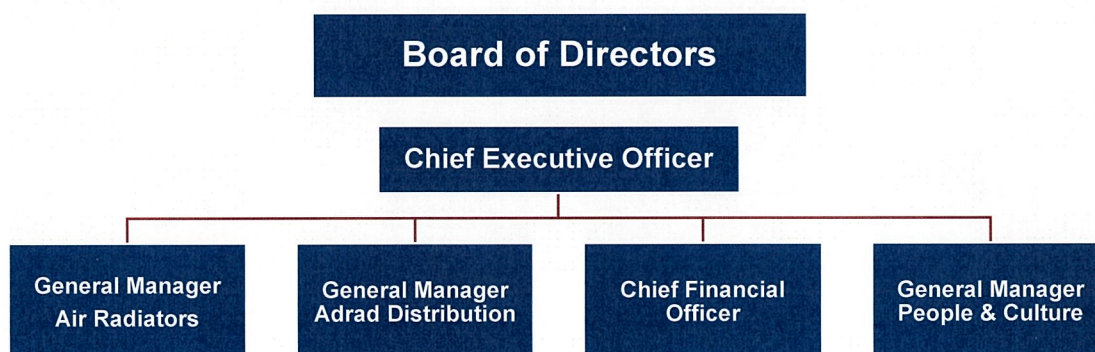 Board of Directors
Chief Executive Officer
General Manager
Air Radiators
General Manager
Adrad Distribution
Chief Financial
Officer
General Manager
People & Culture